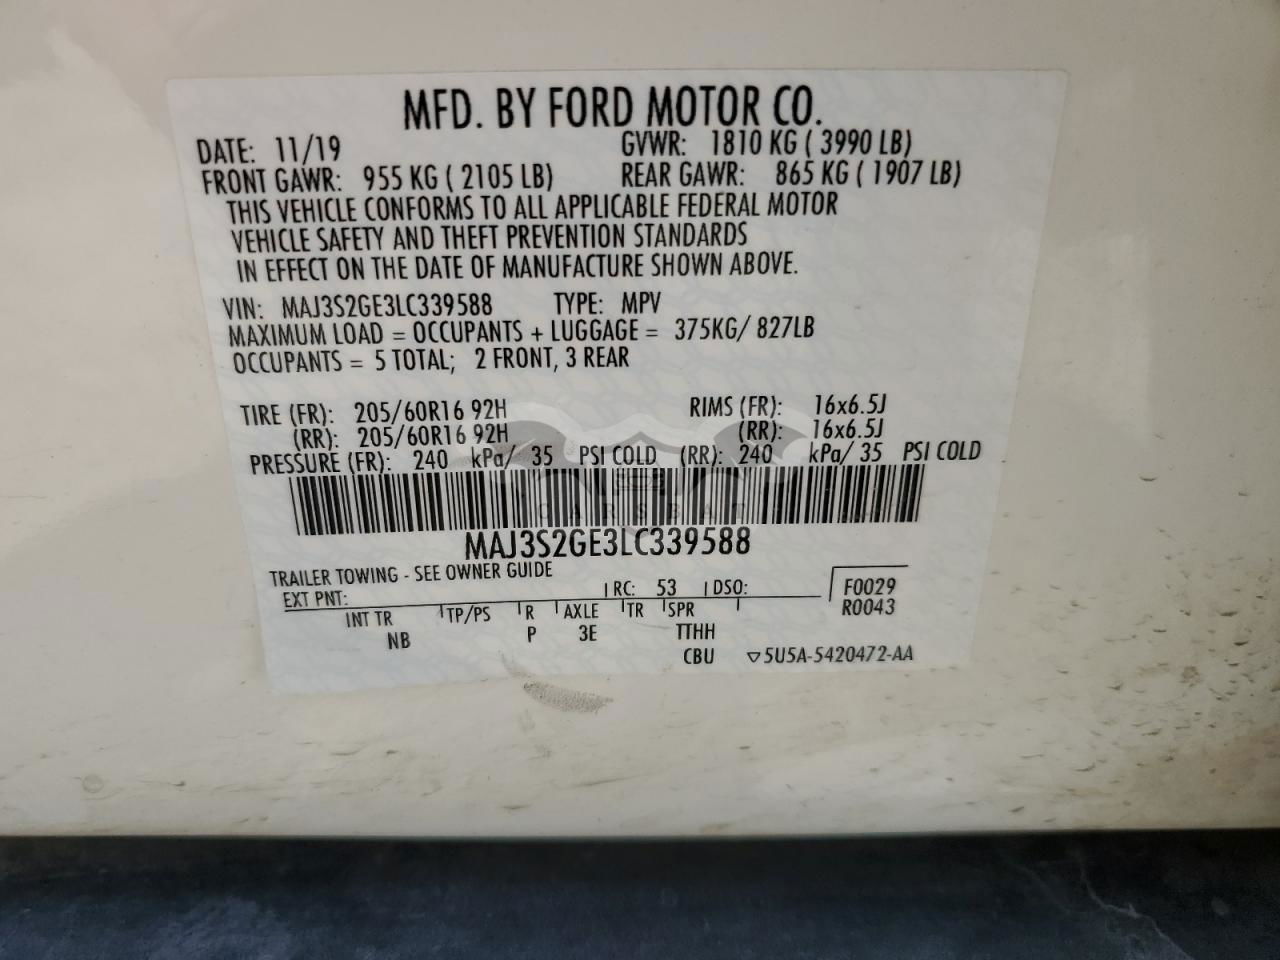 MFD. BY FORD MOTOR CO.
DATE: 11/19 GVWR: 1810 KG ( 3990 LB)
FRONT GAWR: 955 KG ( 2105 LB) REAR GAWR: 865 KG ( 1907 LB)
THIS VEHICLE CONFORMS TO ALL APPLICABLE FEDERAL MOTOR
VEHICLE SAFETY AND THEFT PREVENTION STANDARDS
IN EFFECT ON THE DATE OF MANUFACTURE SHOWN ABOVE.
VIN: MAJ3S2GE3LC339588 TYPE: MPV
MAXIMUM LOAD = OCCUPANTS + LUGGAGE = 375KG/ 827LB
OCCUPANTS = 5 TOTAL; 2 FRONT, 3 REAR
TIRE (FR): 205/60R16 92H RIMS (FR): 16x6.5J
(RR): 205/60R16 92H (RR): 16x6.5J
PRESSURE (FR): 240 kPa/ 35 PSI COLD (RR): 240 kPa/ 35 PSI COLD
CARSEAT
MAJ3S2GE3LC339588
TRAILER TOWING - SEE OWNER GUIDE
EXT PNT: RC: 53 DSO: F0029
R0043
INT TR TP/PS R AXLE TR SPR
NB P 3E TTHH
CBU ▽5U5A-5420472-AA